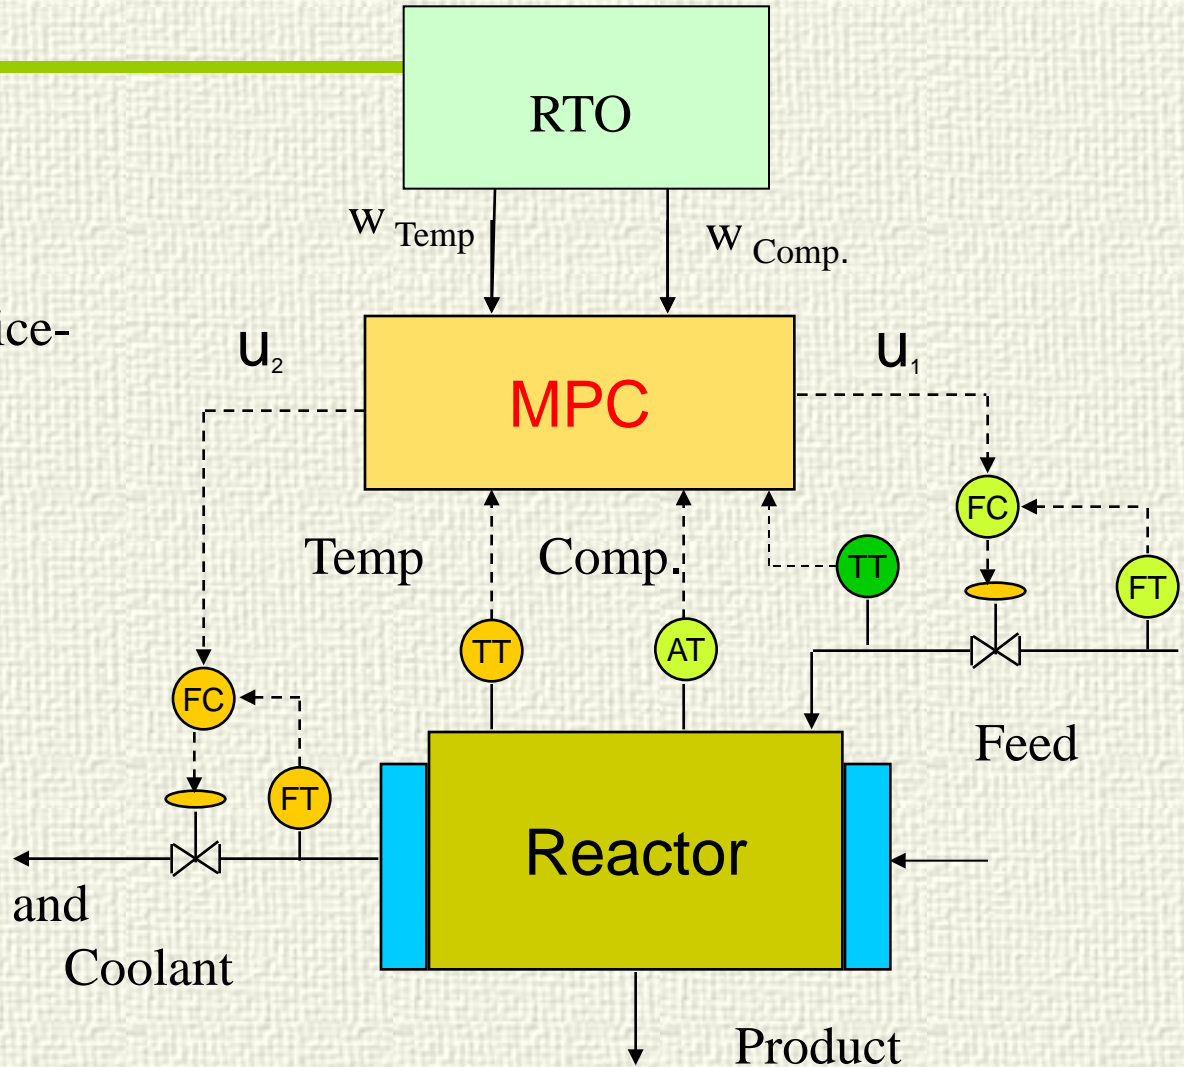 RTO
w Temp
w Comp.
ice-
u2
u1
MPC
FC
Temp
Comp.
TT
FT
TT
AT
FC
Feed
FT
Reactor
and
Coolant
Product